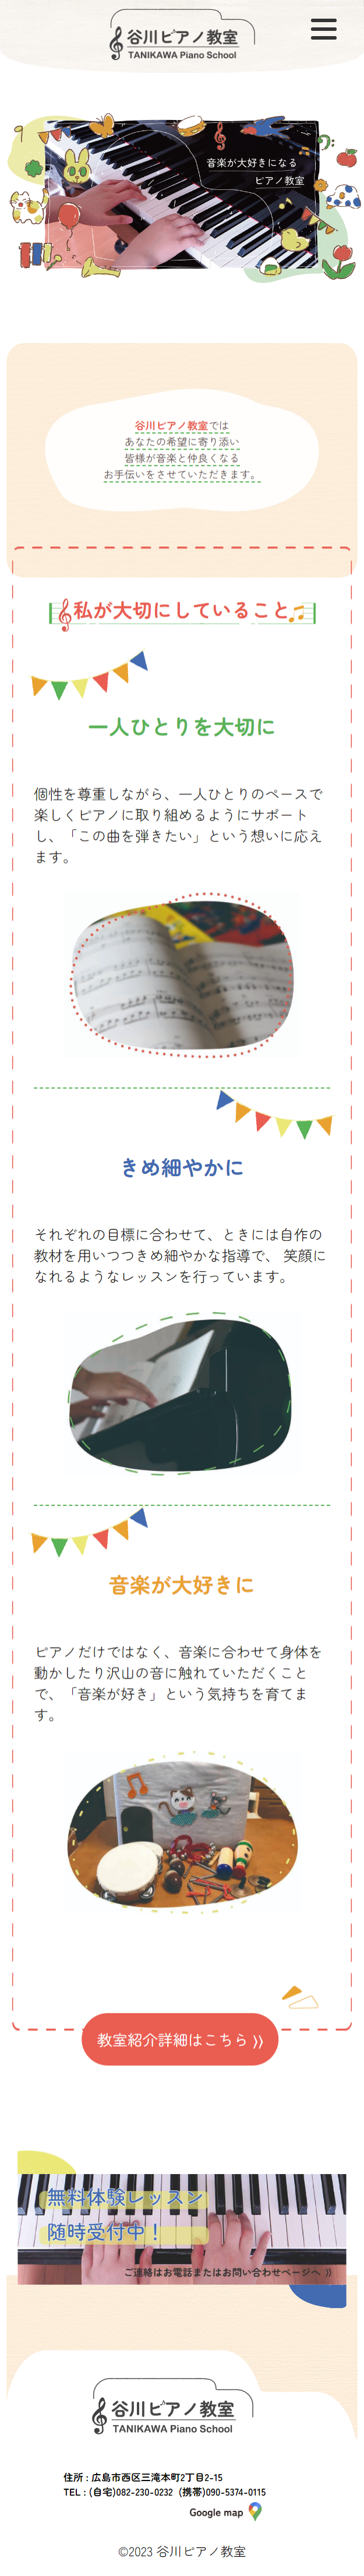 谷川ピアノ教室
TANIKAWA Piano School
音楽が大好きになる
ピアノ教室
谷川ピアノ教室では
あなたの希望に寄り添い
皆様が音楽と仲良くなる
お手伝いをさせていただきます。
私が大切にしていること
一人ひとりを大切に
個性を尊重しながら、一人ひとりのペースで
楽しくピアノに取り組めるようにサポート
し、「この曲を弾きたい」という想いに応え
ます。
きめ細やかに
それぞれの目標に合わせて、ときには自作の
教材を用いつつきめ細やかな指導で、 笑顔に
なれるようなレッスンを行っています。
音楽が大好きに
ピアノだけではなく、音楽に合わせて身体を
動かしたり沢山の音に触れていただくこと
で、「音楽が好き」という気持ちを育てま
す。
教室紹介詳細はこちら ⟩⟩
無料体験レッスン
随時受付中！
ご連絡はお電話またはお問い合わせページへ ⟩⟩
谷川ピアノ教室
TANIKAWA Piano School
住所 : 広島市西区三滝本町2丁目2-15
TEL : (自宅)082-230-0232 (携帯)090-5374-0115
Google map
©2023 谷川ピアノ教室